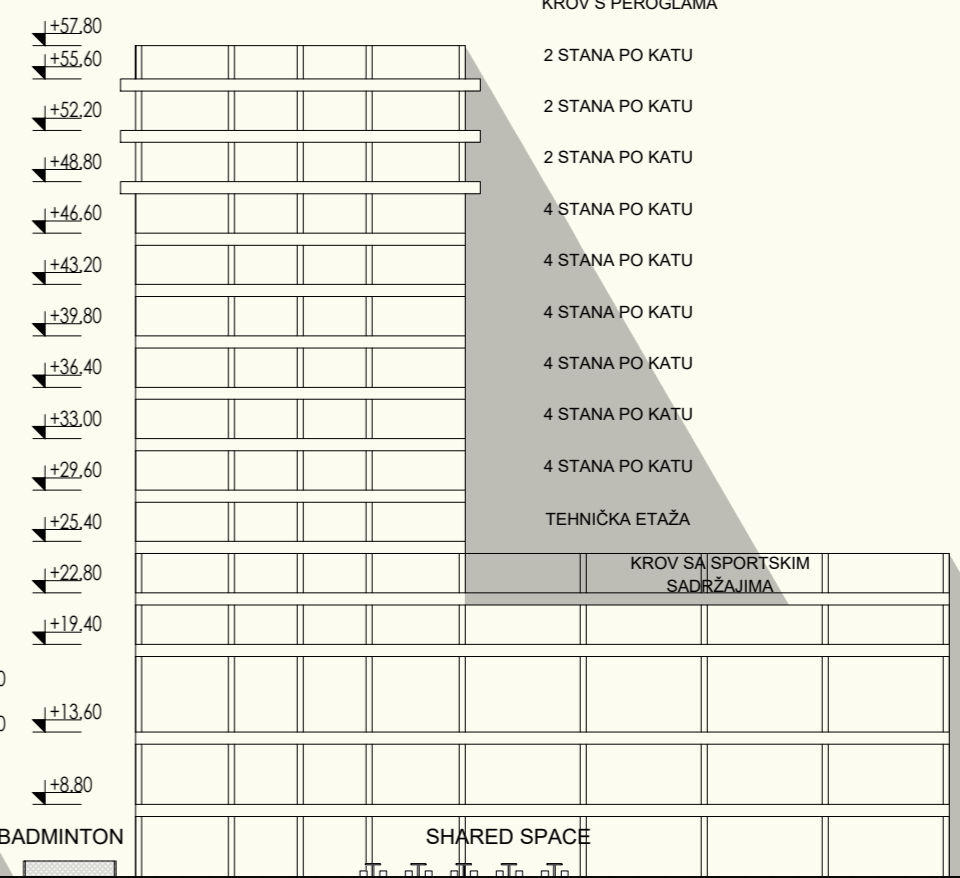 KROV S PEROGLAMA
+57,80
+55,60
2 STANA PO KATU
+52,20
2 STANA PO KATU
+48,80
2 STANA PO KATU
+46,60
4 STANA PO KATU
+43,20
4 STANA PO KATU
+39,80
4 STANA PO KATU
+36,40
4 STANA PO KATU
+33,00
4 STANA PO KATU
+29,60
4 STANA PO KATU
+25,40
TEHNIČKA ETAŽA
+22,80
KROV SA SPORTSKIM
SADRŽAJIMA
+19,40
0
+13,60
0
+8,80
BADMINTON
SHARED SPACE